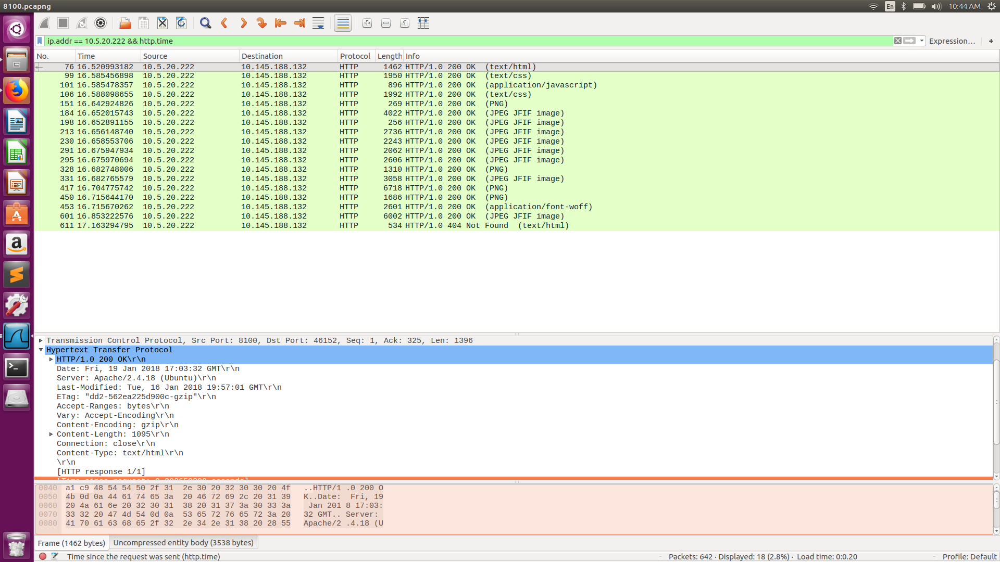 8100.pcapng
En
10:44 AM
ip.addr == 10.5.20.222 && http.time
Expression…
+
No. Time Source Destination Protocol Length Info
76 16.520993182 10.5.20.222 10.145.188.132 HTTP 1462 HTTP/1.0 200 OK (text/html)
99 16.585456898 10.5.20.222 10.145.188.132 HTTP 1950 HTTP/1.0 200 OK (text/css)
101 16.585478357 10.5.20.222 10.145.188.132 HTTP 896 HTTP/1.0 200 OK (application/javascript)
106 16.588098655 10.5.20.222 10.145.188.132 HTTP 1992 HTTP/1.0 200 OK (text/css)
151 16.642924826 10.5.20.222 10.145.188.132 HTTP 269 HTTP/1.0 200 OK (PNG)
184 16.652015743 10.5.20.222 10.145.188.132 HTTP 4022 HTTP/1.0 200 OK (JPEG JFIF image)
198 16.652891155 10.5.20.222 10.145.188.132 HTTP 256 HTTP/1.0 200 OK (JPEG JFIF image)
213 16.656148740 10.5.20.222 10.145.188.132 HTTP 2736 HTTP/1.0 200 OK (JPEG JFIF image)
230 16.658553706 10.5.20.222 10.145.188.132 HTTP 2243 HTTP/1.0 200 OK (JPEG JFIF image)
291 16.675947934 10.5.20.222 10.145.188.132 HTTP 2062 HTTP/1.0 200 OK (JPEG JFIF image)
295 16.675970694 10.5.20.222 10.145.188.132 HTTP 2606 HTTP/1.0 200 OK (JPEG JFIF image)
328 16.682748006 10.5.20.222 10.145.188.132 HTTP 1310 HTTP/1.0 200 OK (PNG)
331 16.682765579 10.5.20.222 10.145.188.132 HTTP 3058 HTTP/1.0 200 OK (JPEG JFIF image)
417 16.704775742 10.5.20.222 10.145.188.132 HTTP 6718 HTTP/1.0 200 OK (PNG)
450 16.715644170 10.5.20.222 10.145.188.132 HTTP 1686 HTTP/1.0 200 OK (PNG)
453 16.715670262 10.5.20.222 10.145.188.132 HTTP 2601 HTTP/1.0 200 OK (application/font-woff)
601 16.853222576 10.5.20.222 10.145.188.132 HTTP 6002 HTTP/1.0 200 OK (JPEG JFIF image)
611 17.163294795 10.5.20.222 10.145.188.132 HTTP 534 HTTP/1.0 404 Not Found (text/html)
Transmission Control Protocol, Src Port: 8100, Dst Port: 46152, Seq: 1, Ack: 325, Len: 1396
Hypertext Transfer Protocol
HTTP/1.0 200 OK\r\n
Date: Fri, 19 Jan 2018 17:03:32 GMT\r\n
Server: Apache/2.4.18 (Ubuntu)\r\n
Last-Modified: Tue, 16 Jan 2018 19:57:01 GMT\r\n
ETag: "dd2-562ea225d900c-gzip"\r\n
Accept-Ranges: bytes\r\n
Vary: Accept-Encoding\r\n
Content-Encoding: gzip\r\n
Content-Length: 1095\r\n
Connection: close\r\n
Content-Type: text/html\r\n
\r\n
[HTTP response 1/1]
0040 a1 c9 48 54 54 50 2f 31 2e 30 20 32 30 30 20 4f ..HTTP/1 .0 200 O
0050 4b 0d 0a 44 61 74 65 3a 20 46 72 69 2c 20 31 39 K..Date: Fri, 19
0060 20 4a 61 6e 20 32 30 31 38 20 31 37 3a 30 33 3a Jan 201 8 17:03:
0070 33 32 20 47 4d 54 0d 0a 53 65 72 76 65 72 3a 20 32 GMT.. Server:
0080 41 70 61 63 68 65 2f 32 2e 34 2e 31 38 20 28 55 Apache/2 .4.18 (U
Frame (1462 bytes) Uncompressed entity body (3538 bytes)
Time since the request was sent (http.time) Packets: 642 · Displayed: 18 (2.8%) · Load time: 0:0.20 Profile: Default